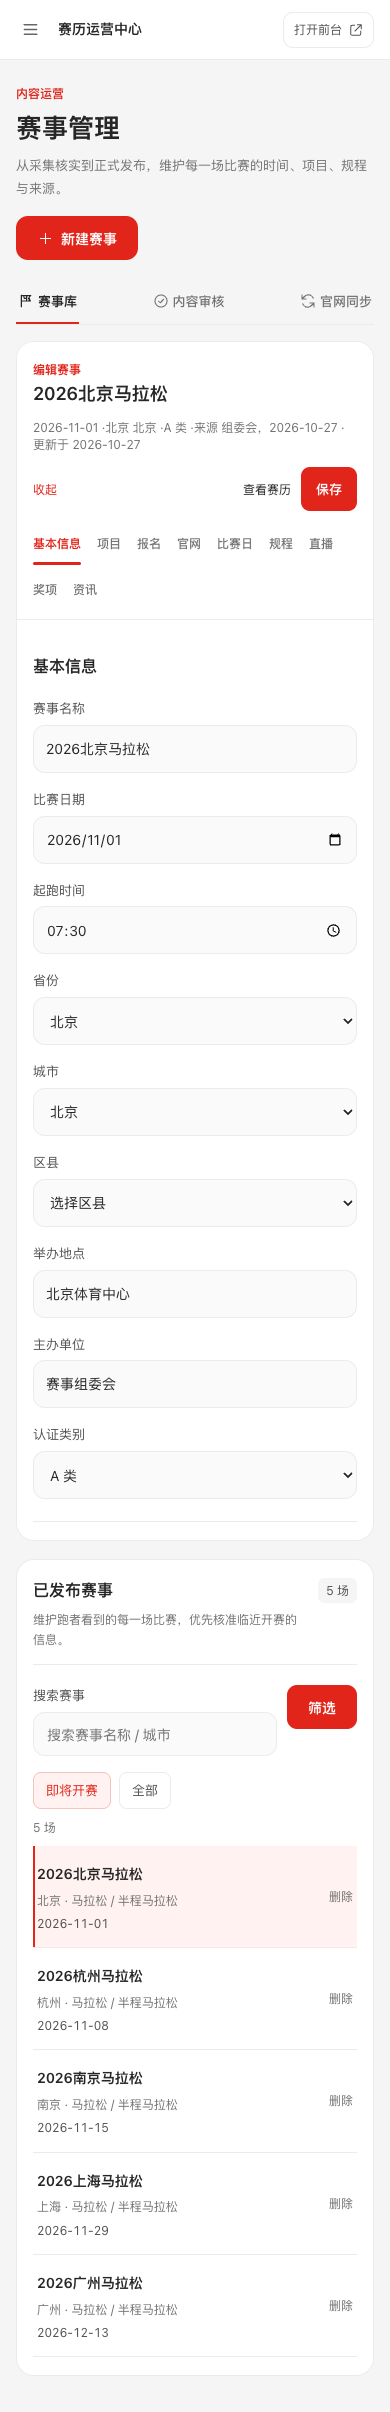 赛历运营中心
打开前台
内容运营
赛事管理
从采集核实到正式发布，维护每一场比赛的时间、项目、规程
与来源。
新建赛事
赛事库
内容审核
官网同步
编辑赛事
2026北京马拉松
2026-11-01 ·北京 北京 ·A 类 ·来源 组委会，2026-10-27 ·
更新于 2026-10-27
收起
查看赛历
保存
基本信息 项目 报名 官网 比赛日 规程 直播
奖项 资讯
基本信息
赛事名称
2026北京马拉松
比赛日期
2026/11/01
起跑时间
07:30
省份
北京
城市
北京
区县
选择区县
举办地点
北京体育中心
主办单位
赛事组委会
认证类别
A 类
已发布赛事
5 场
维护跑者看到的每一场比赛，优先核准临近开赛的
信息。
搜索赛事
搜索赛事名称 / 城市
筛选
即将开赛
全部
5 场
2026北京马拉松
北京 · 马拉松 / 半程马拉松
2026-11-01
删除
2026杭州马拉松
杭州 · 马拉松 / 半程马拉松
2026-11-08
删除
2026南京马拉松
南京 · 马拉松 / 半程马拉松
2026-11-15
删除
2026上海马拉松
上海 · 马拉松 / 半程马拉松
2026-11-29
删除
2026广州马拉松
广州 · 马拉松 / 半程马拉松
2026-12-13
删除